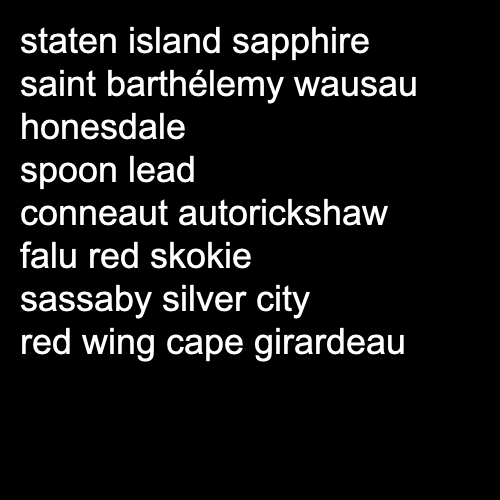 staten island sapphire
saint barthélemy wausau
honesdale
spoon lead
conneaut autorickshaw
falu red skokie
sassaby silver city
red wing cape girardeau